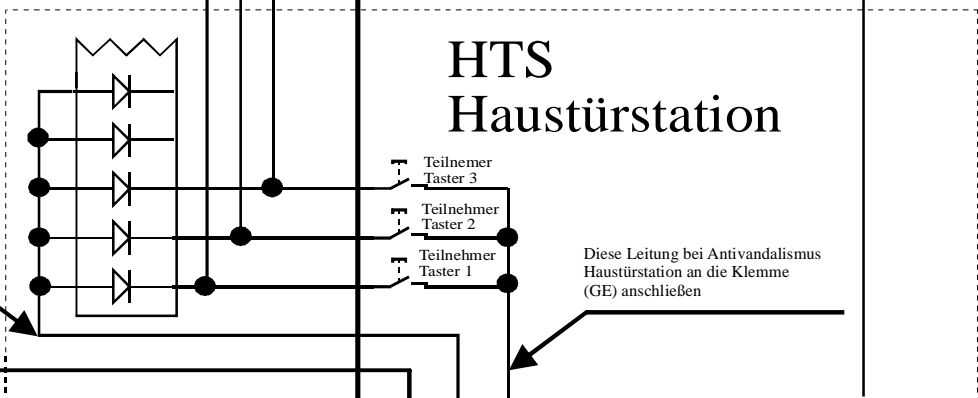 HTS
Haustürstation
Teilnemer
Taster 3
Teilnehmer
Taster 2
Teilnehmer
Taster 1
Diese Leitung bei Antivandalismus
Haustürstation an die Klemme
(GE) anschließen